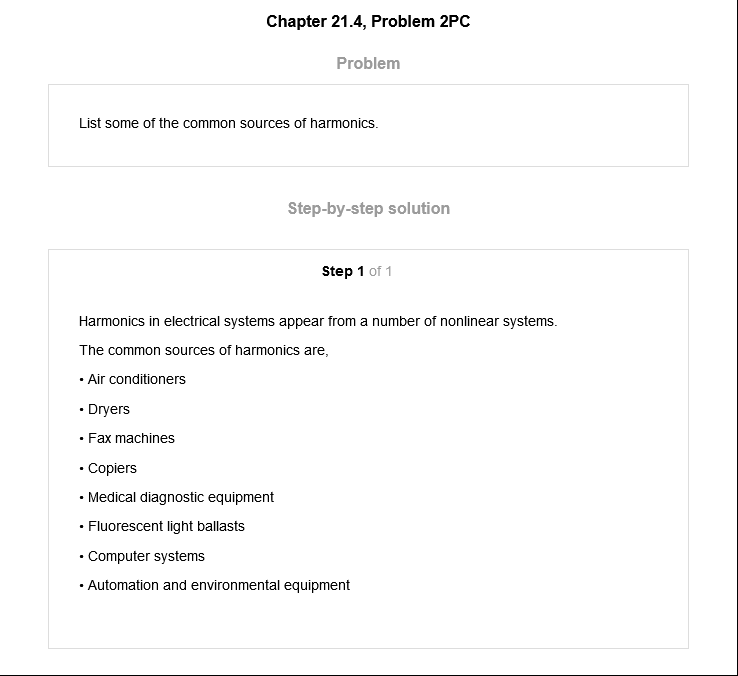 Chapter 21.4, Problem 2PC
Problem
List some of the common sources of harmonics.
Step-by-step solution
Step 1 of 1
Harmonics in electrical systems appear from a number of nonlinear systems.
The common sources of harmonics are,
• Air conditioners
• Dryers
• Fax machines
• Copiers
• Medical diagnostic equipment
• Fluorescent light ballasts
• Computer systems
• Automation and environmental equipment